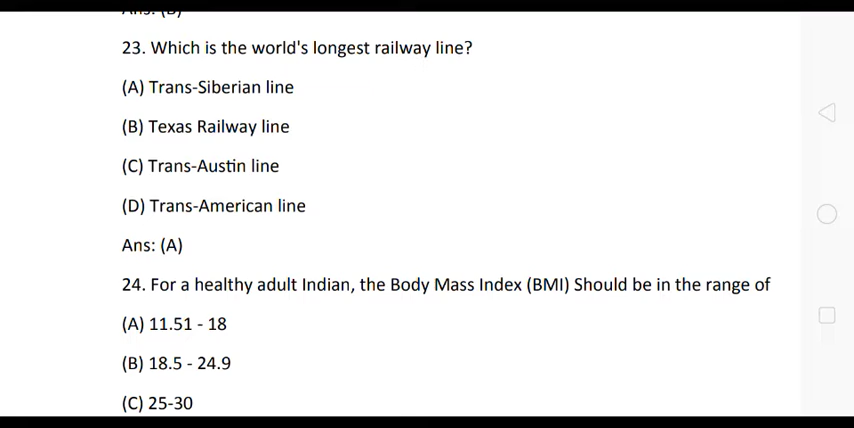 23. Which is the world's longest railway line?
(A) Trans-Siberian line
(B) Texas Railway line
(C) Trans-Austin line
(D) Trans-American line
Ans: (A)
24. For a healthy adult Indian, the Body Mass Index (BMI) Should be in the range of
(A) 11.51 - 18
(B) 18.5 - 24.9
(C) 25-30